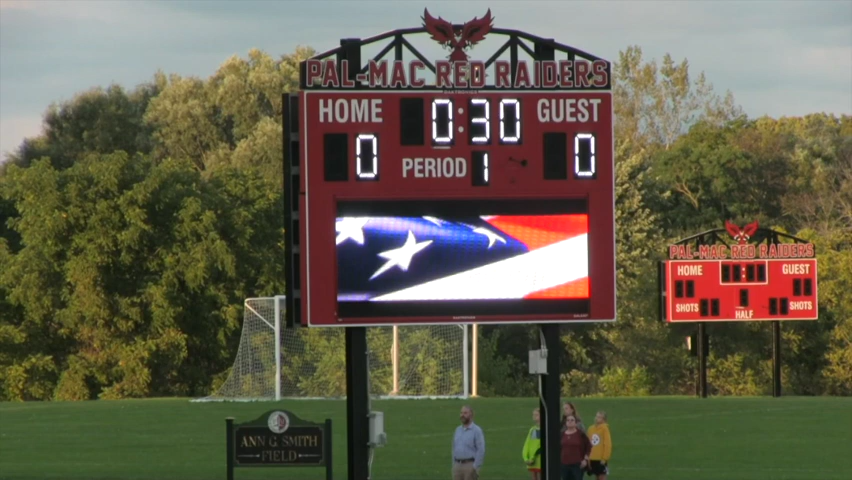 PAL-MAC RED RAIDERS
HOME 0:30 GUEST
0 PERIOD 1 0
PAL-MAC RED RAIDERS
HOME GUEST
SHOTS SHOTS
HALF
ANN G SMITH
FIELD